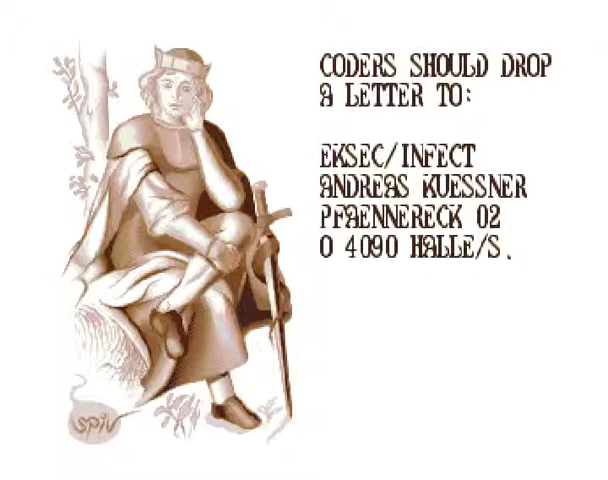 CODERS SHOULD DROP
A LETTER TO:
EKSEC/INFECT
ANDREAS KUESSNER
PFAENNERECK 02
O 4090 HALLE/S.
SPIV